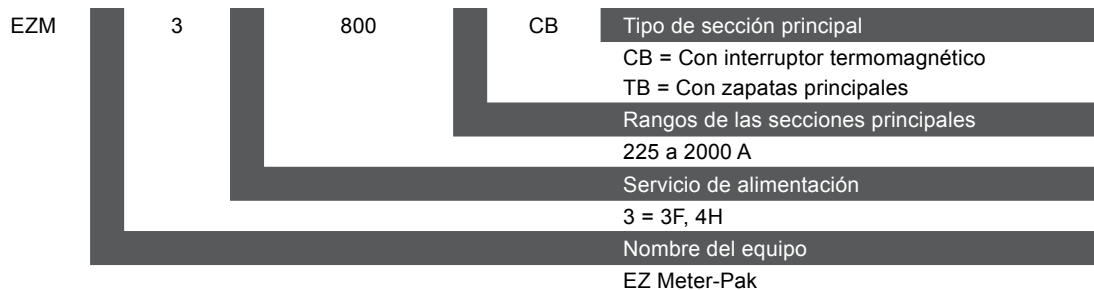 EZM 3 800 CB Tipo de sección principal
CB = Con interruptor termomagnético
TB = Con zapatas principales
Rangos de las secciones principales
225 a 2000 A
Servicio de alimentación
3 = 3F, 4H
Nombre del equipo
EZ Meter-Pak